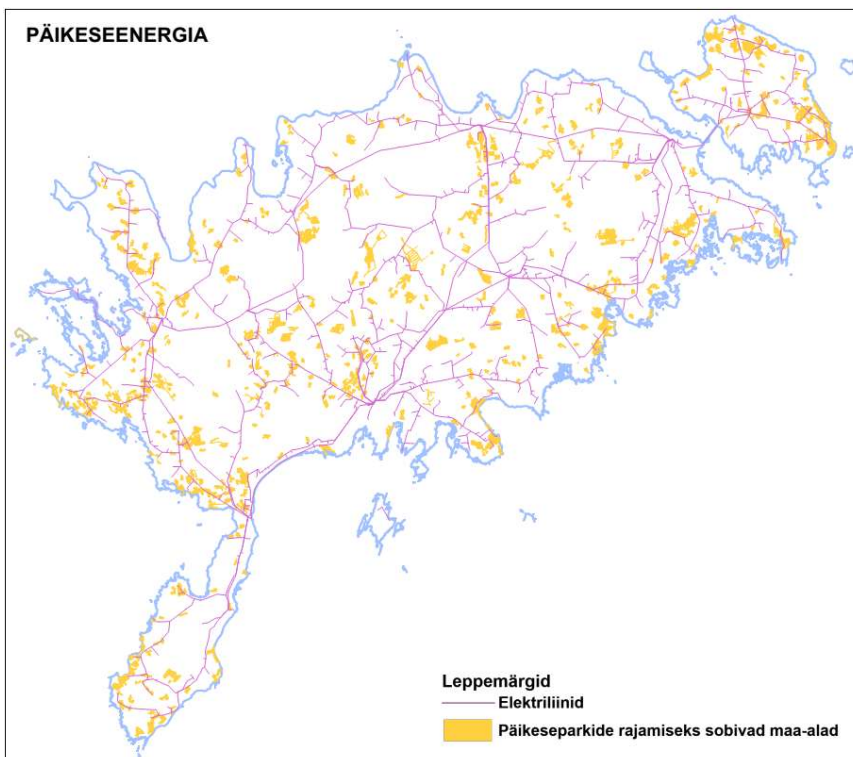 PÄIKESEENERGIA
Leppemärgid
Elektriliinid
Päikeseparkide rajamiseks sobivad maa-alad